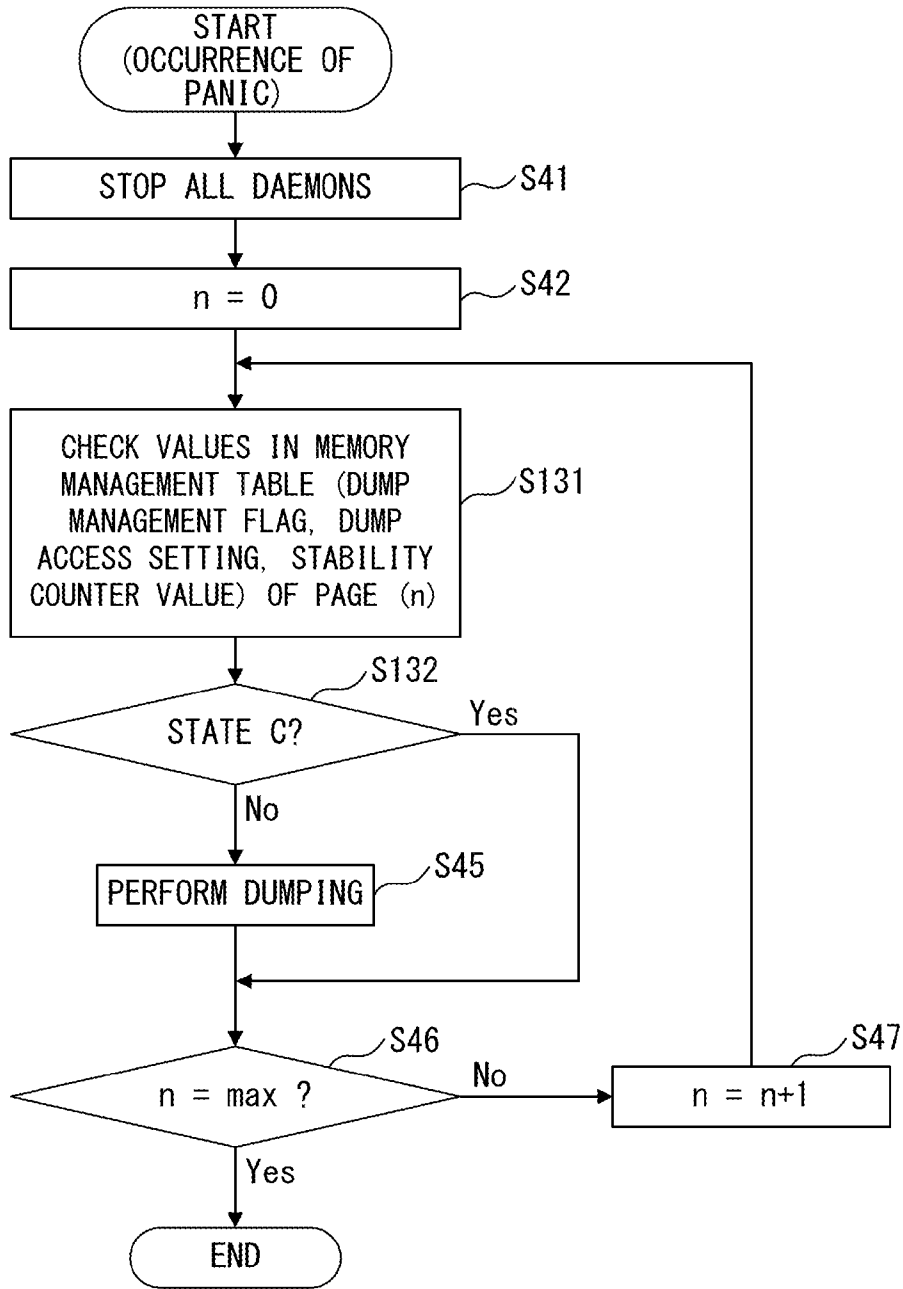 START
(OCCURRENCE OF
PANIC)
STOP ALL DAEMONS
S41
n = 0
S42
CHECK VALUES IN MEMORY
MANAGEMENT TABLE (DUMP
MANAGEMENT FLAG, DUMP
ACCESS SETTING, STABILITY
COUNTER VALUE) OF PAGE (n)
S131
S132
STATE C?
Yes
No
S45
PERFORM DUMPING
S46
n = max ?
No
S47
n = n+1
Yes
END